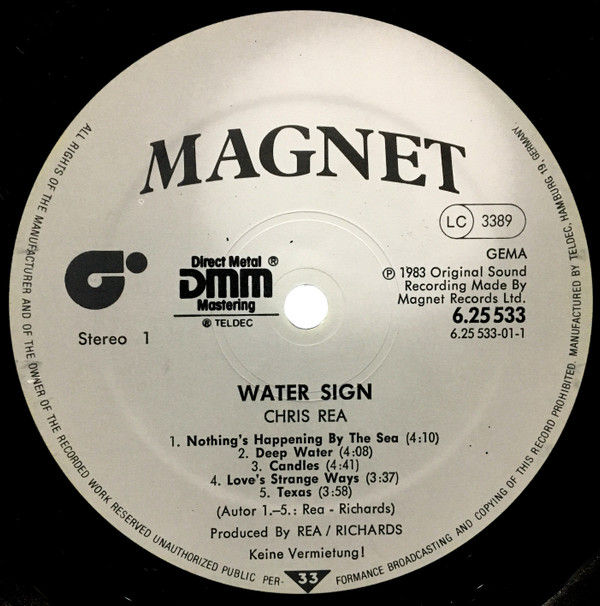 MAGNET
LC 3389
GEMA
℗ 1983 Original Sound
Recording Made By
Magnet Records Ltd.
6.25 533
6.25 533-01-1
Direct Metal ®
DMM
Mastering
® TELDEC
Stereo 1
WATER SIGN
CHRIS REA
1. Nothing's Happening By The Sea (4:10)
2. Deep Water (4:08)
3. Candles (4:41)
4. Love's Strange Ways (3:37)
5. Texas (3:58)
(Autor 1.–5.: Rea - Richards)
Produced By REA / RICHARDS
Keine Vermietung!
33
ALL RIGHTS OF THE MANUFACTURER AND OF THE OWNER OF THE RECORDED WORK RESERVED UNAUTHORIZED PUBLIC PER- FORMANCE BROADCASTING AND COPYING OF THIS RECORD PROHIBITED. MANUFACTURED BY TELDEC, HAMBURG 19, GERMANY